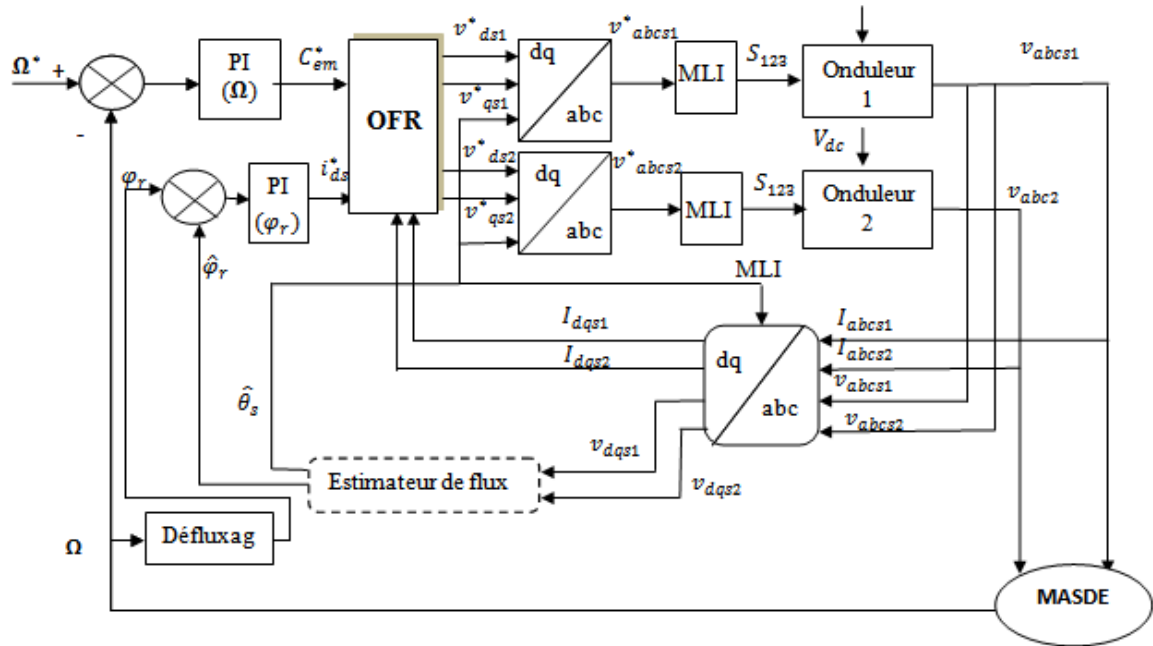 v*ds1
v*abcs1
v*qs1
dq
abc
MLI
S123
Onduleur
1
vabcs1
Ω* +
-
PI
(Ω)
C*em
OFR
φr
PI
(φr)
i*ds
v*ds2
v*qs2
dq
abc
v*abcs2
MLI
S123
Vdc
Onduleur
2
vabc2
φ̂r
MLI
Idqs1
Idqs2
dq
abc
Iabcs1
Iabcs2
vabcs1
vabcs2
θ̂s
vdqs1
vdqs2
Estimateur de flux
Ω
Défluxag
MASDE